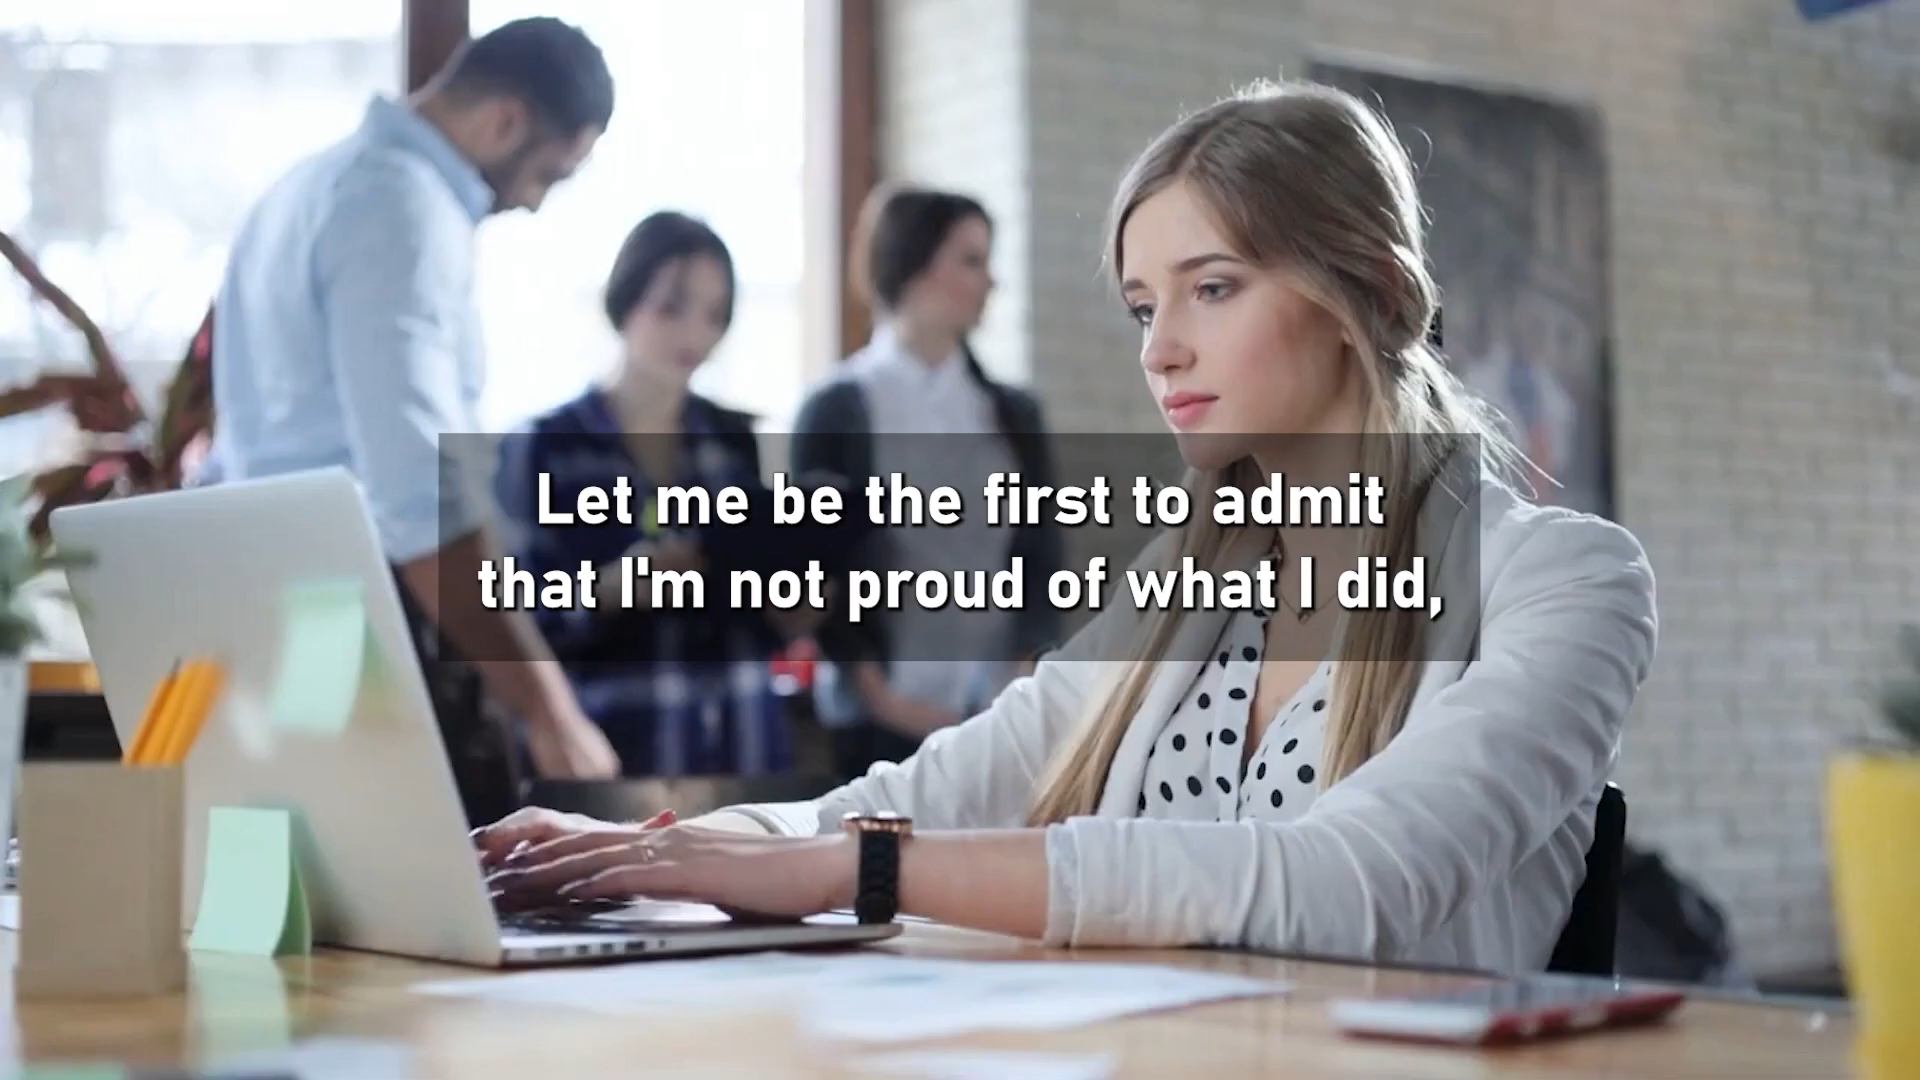 Let me be the first to admit
that I'm not proud of what I did,